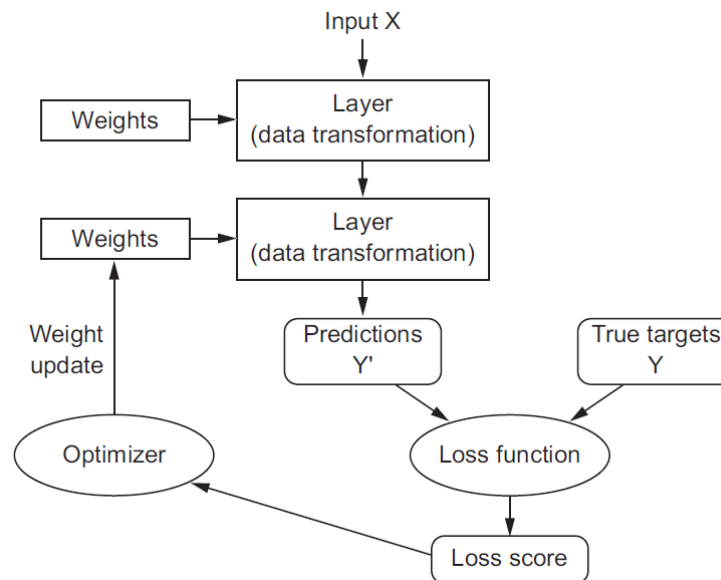 Input X
Weights
Layer
(data transformation)
Weights
Layer
(data transformation)
Weight
update
Predictions
Y'
True targets
Y
Optimizer
Loss function
Loss score